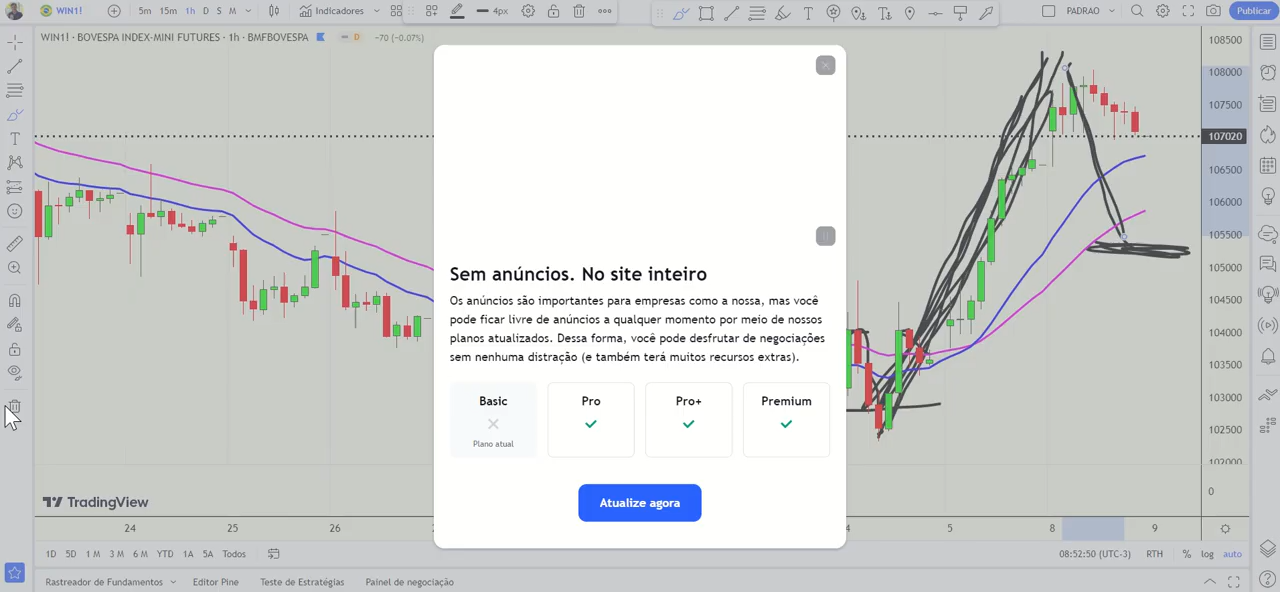 WIN1!
5m 15m 1h D S M
Indicadores
4px
PADRAO
Publicar
WIN1! · BOVESPA INDEX-MINI FUTURES · 1h · BMFBOVESPA
D
−70 (−0.07%)
108500
108000
107500
107020
106500
106000
105500
105000
104500
104000
103500
103000
102500
102000
0
Sem anúncios. No site inteiro
Os anúncios são importantes para empresas como a nossa, mas você
pode ficar livre de anúncios a qualquer momento por meio de nossos
planos atualizados. Dessa forma, você pode desfrutar de negociações
sem nenhuma distração (e também terá muitos recursos extras).
Basic Pro Pro+ Premium
Plano atual
Atualize agora
TradingView
24 25 26 2 4 5 8 9
1D 5D 1 M 3 M 6 M YTD 1A 5A Todos
08:52:50 (UTC-3) RTH % log auto
Rastreador de Fundamentos Editor Pine Teste de Estratégias Painel de negociação